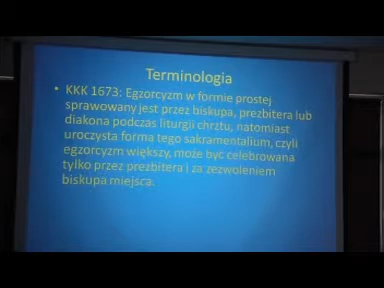 Terminologia
• KKK 1673: Egzorcyzm w formie prostej
sprawowany jest przez biskupa, prezbitera lub
diakona podczas liturgii chrztu, natomiast
uroczysta forma tego sakramentalium, czyli
egzorcyzm większy, może być celebrowana
tylko przez prezbitera i za zezwoleniem
biskupa miejsca.